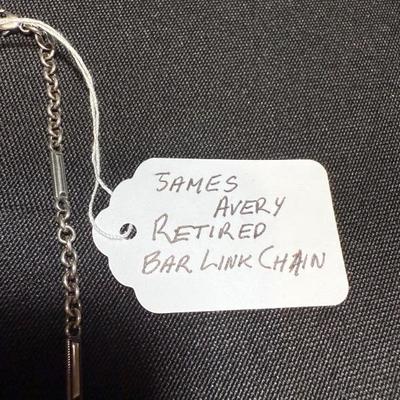 JAMES
AVERY
RETIRED
BAR LINK CHAIN